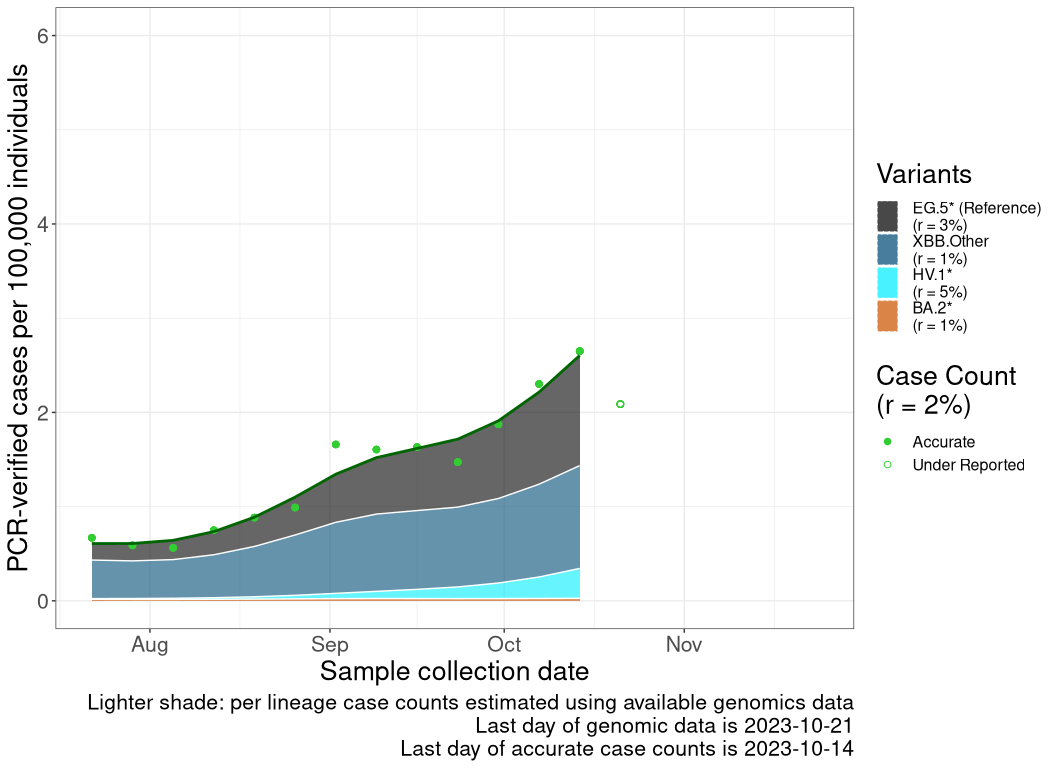 PCR-verified cases per 100,000 individuals
6
4
2
0
Aug Sep Oct Nov
Sample collection date
Variants
EG.5* (Reference)
(r = 3%)
XBB.Other
(r = 1%)
HV.1*
(r = 5%)
BA.2*
(r = 1%)
Case Count
(r = 2%)
Accurate
Under Reported
Lighter shade: per lineage case counts estimated using available genomics data
Last day of genomic data is 2023-10-21
Last day of accurate case counts is 2023-10-14